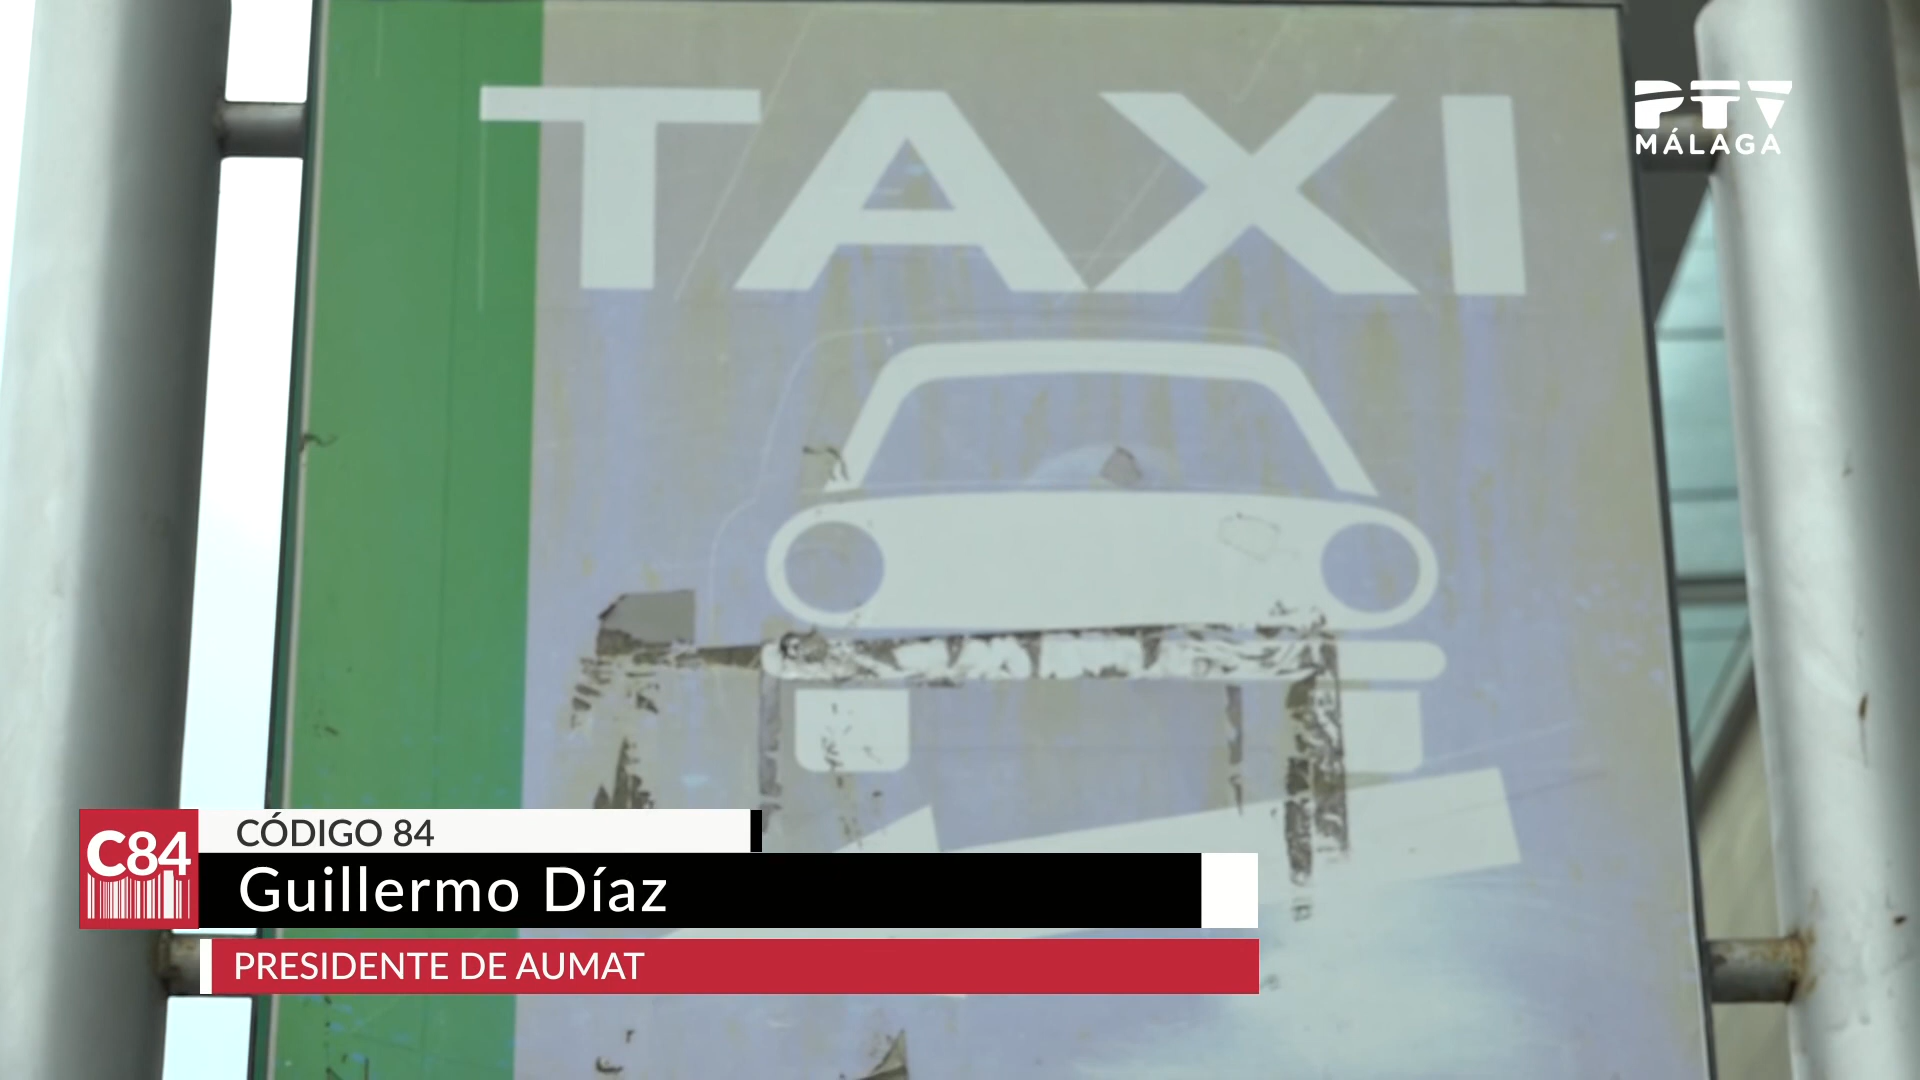 TAXI
PTV
MÁLAGA
C84
CÓDIGO 84
Guillermo Díaz
PRESIDENTE DE AUMAT